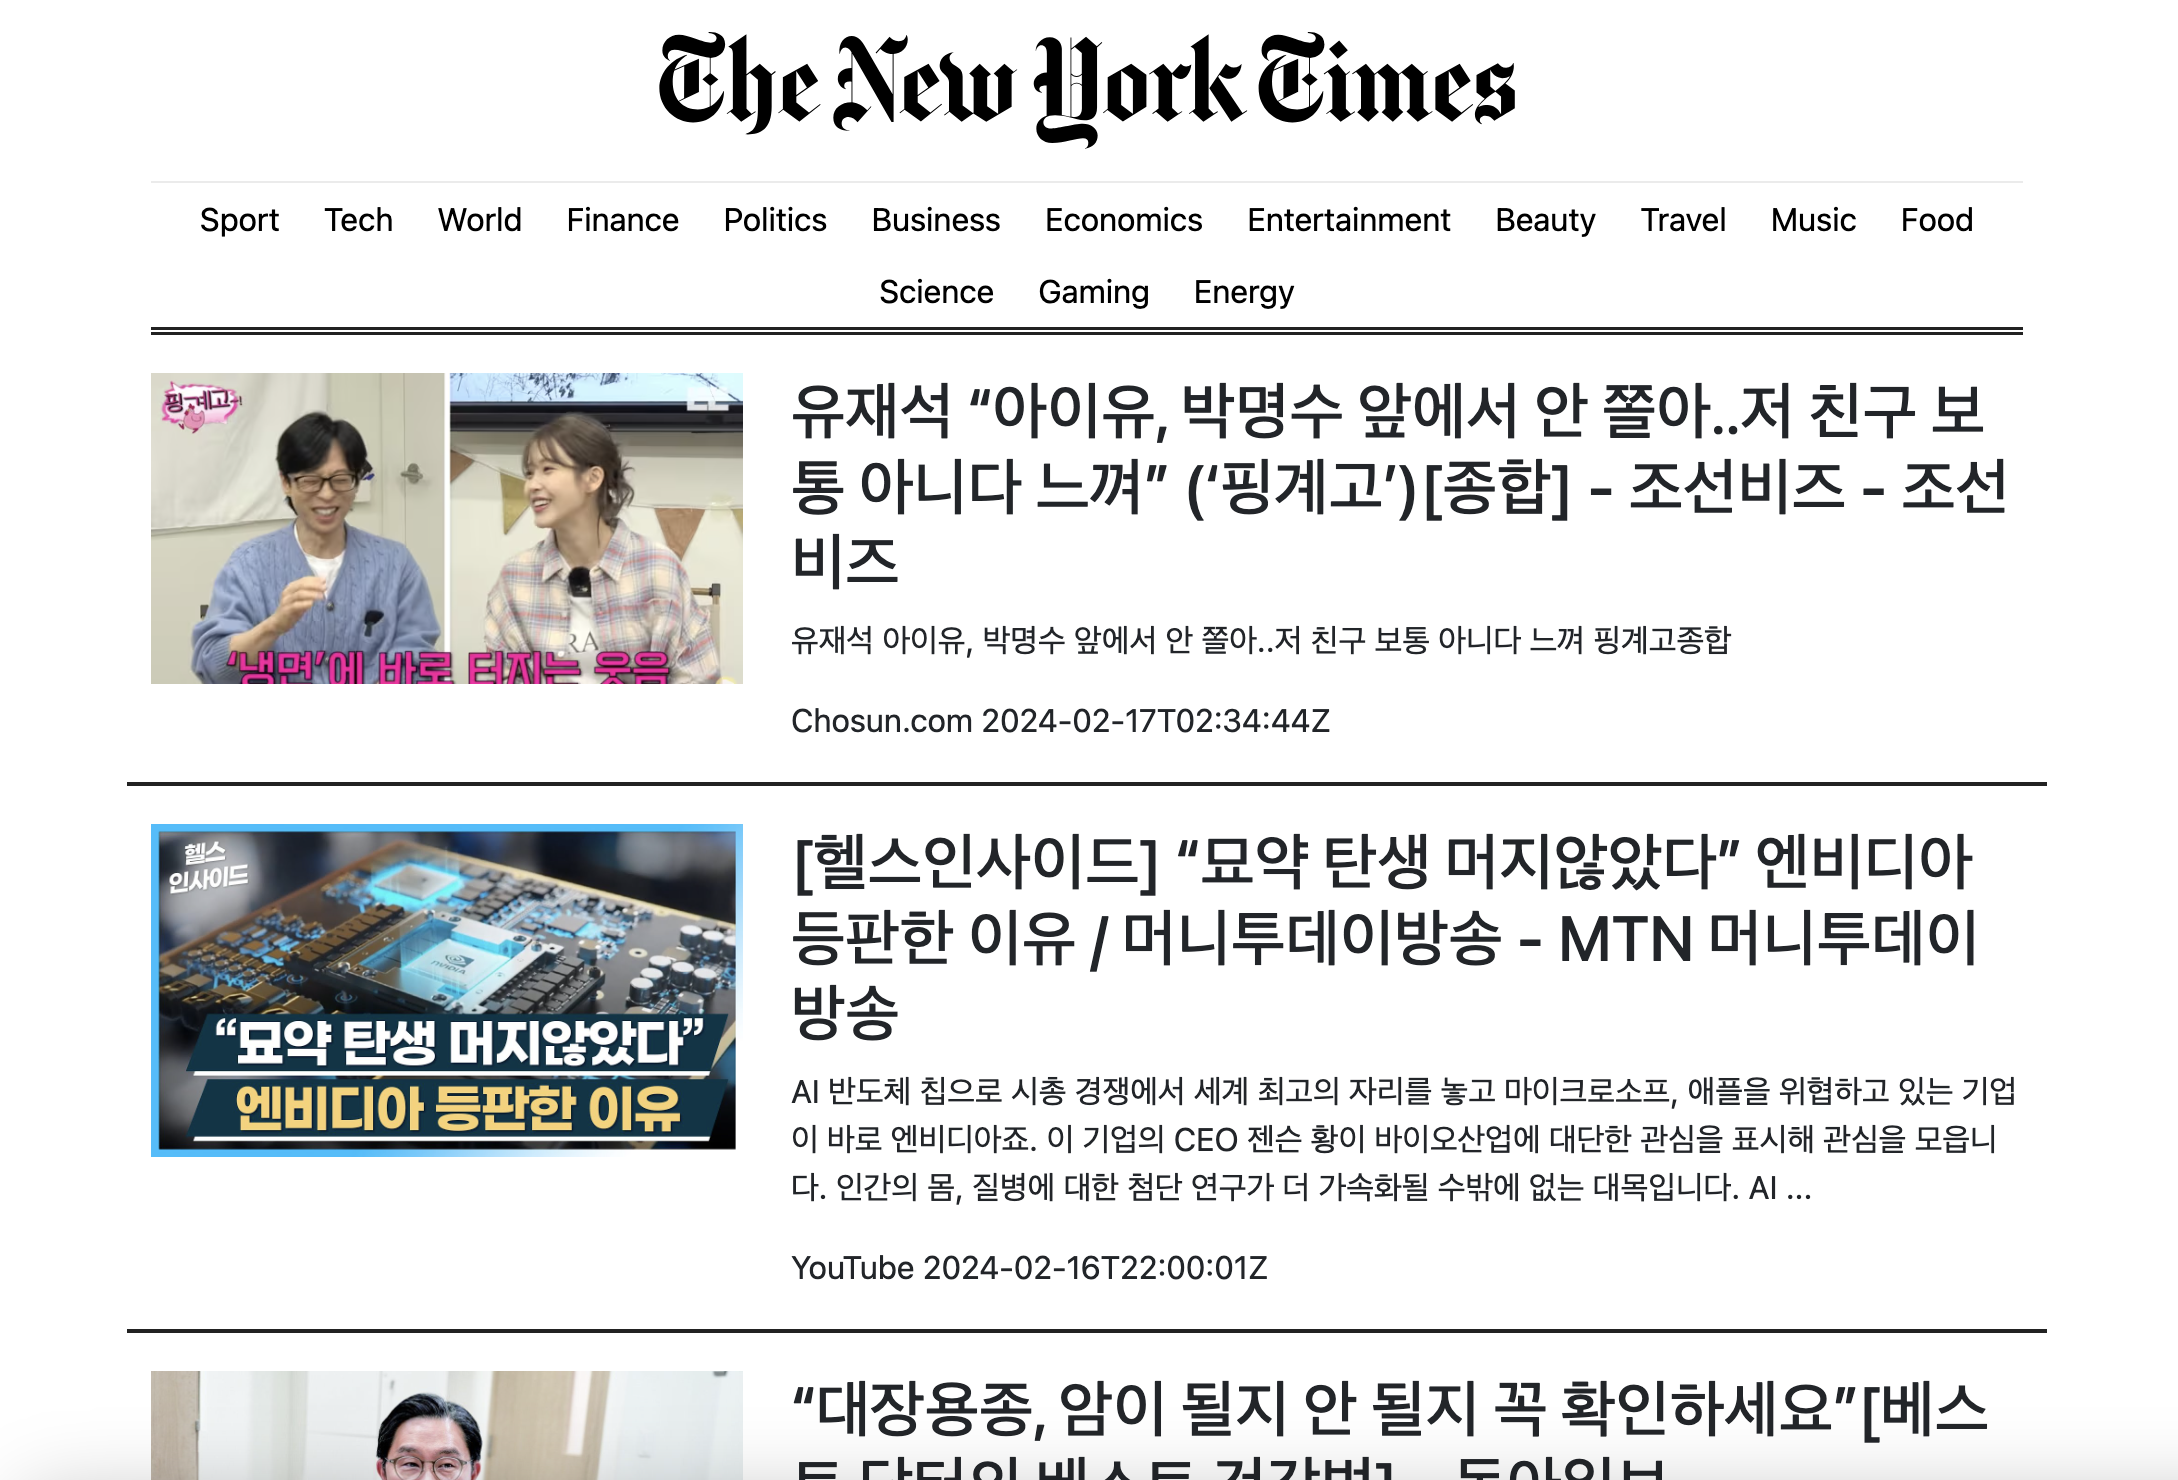 The New York Times
Sport Tech World Finance Politics Business Economics Entertainment Beauty Travel Music Food
Science Gaming Energy
핑계고!
‘냉면’에 바로 터지는 웃음
유재석 “아이유, 박명수 앞에서 안 쫄아..저 친구 보
통 아니다 느껴” (‘핑계고’)[종합] - 조선비즈 - 조선
비즈
유재석 아이유, 박명수 앞에서 안 쫄아..저 친구 보통 아니다 느껴 핑계고종합
Chosun.com 2024-02-17T02:34:44Z
헬스
인사이드
NVIDIA
“묘약 탄생 머지않았다”
엔비디아 등판한 이유
[헬스인사이드] “묘약 탄생 머지않았다” 엔비디아
등판한 이유 / 머니투데이방송 - MTN 머니투데이
방송
AI 반도체 칩으로 시총 경쟁에서 세계 최고의 자리를 놓고 마이크로소프, 애플을 위협하고 있는 기업
이 바로 엔비디아죠. 이 기업의 CEO 젠슨 황이 바이오산업에 대단한 관심을 표시해 관심을 모읍니
다. 인간의 몸, 질병에 대한 첨단 연구가 더 가속화될 수밖에 없는 대목입니다. AI ...
YouTube 2024-02-16T22:00:01Z
“대장용종, 암이 될지 안 될지 꼭 확인하세요”[베스
트 닥터의 베스트 건강법] - 동아일보